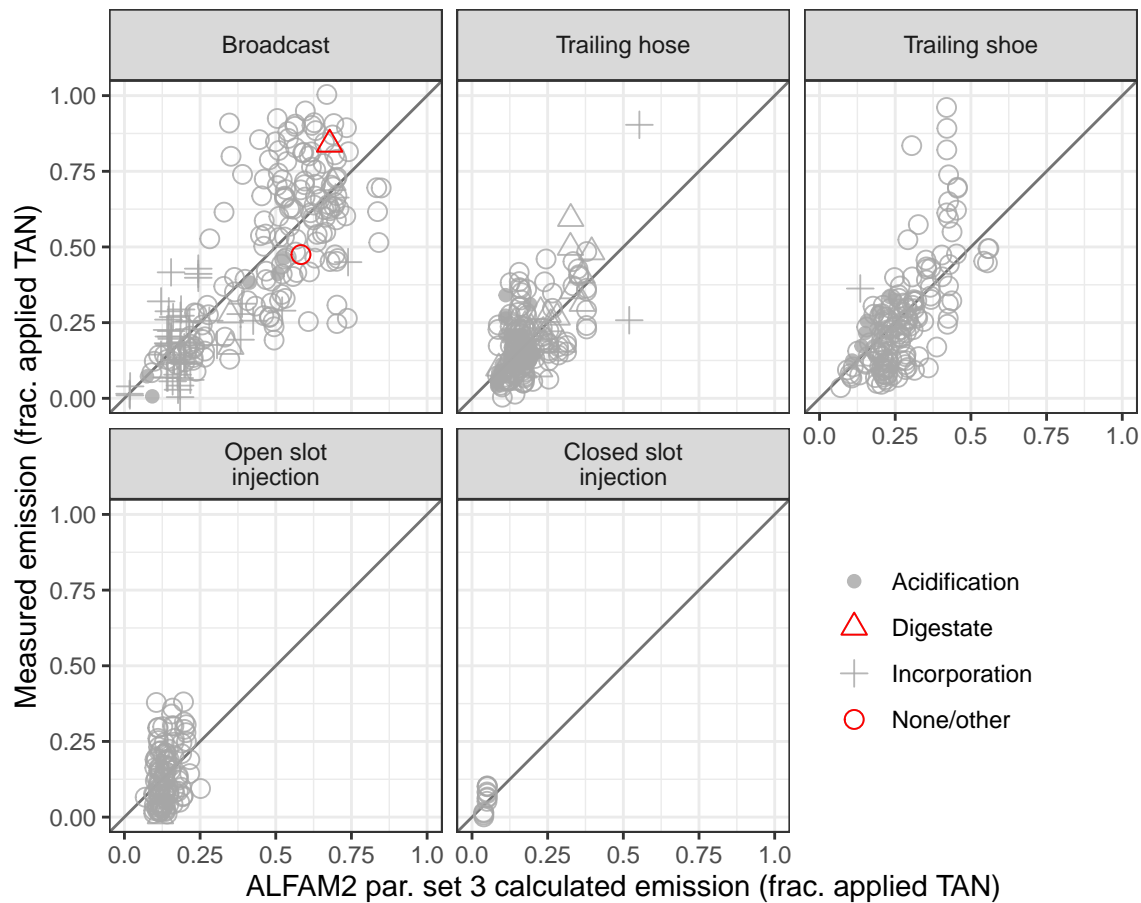 Broadcast
Trailing hose
Trailing shoe
1.00
0.75
0.50
0.25
0.00
0.0 0.25 0.50 0.75 1.0
Open slot
injection
Closed slot
injection
1.00
0.75
0.50
0.25
0.00
0.0 0.25 0.50 0.75 1.0
0.0 0.25 0.50 0.75 1.0
Measured emission (frac. applied TAN)
ALFAM2 par. set 3 calculated emission (frac. applied TAN)
Acidification
Digestate
Incorporation
None/other